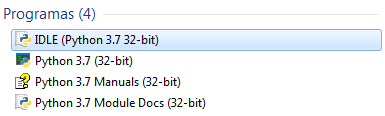 Programas (4)
IDLE (Python 3.7 32-bit)
Python 3.7 (32-bit)
Python 3.7 Manuals (32-bit)
Python 3.7 Module Docs (32-bit)